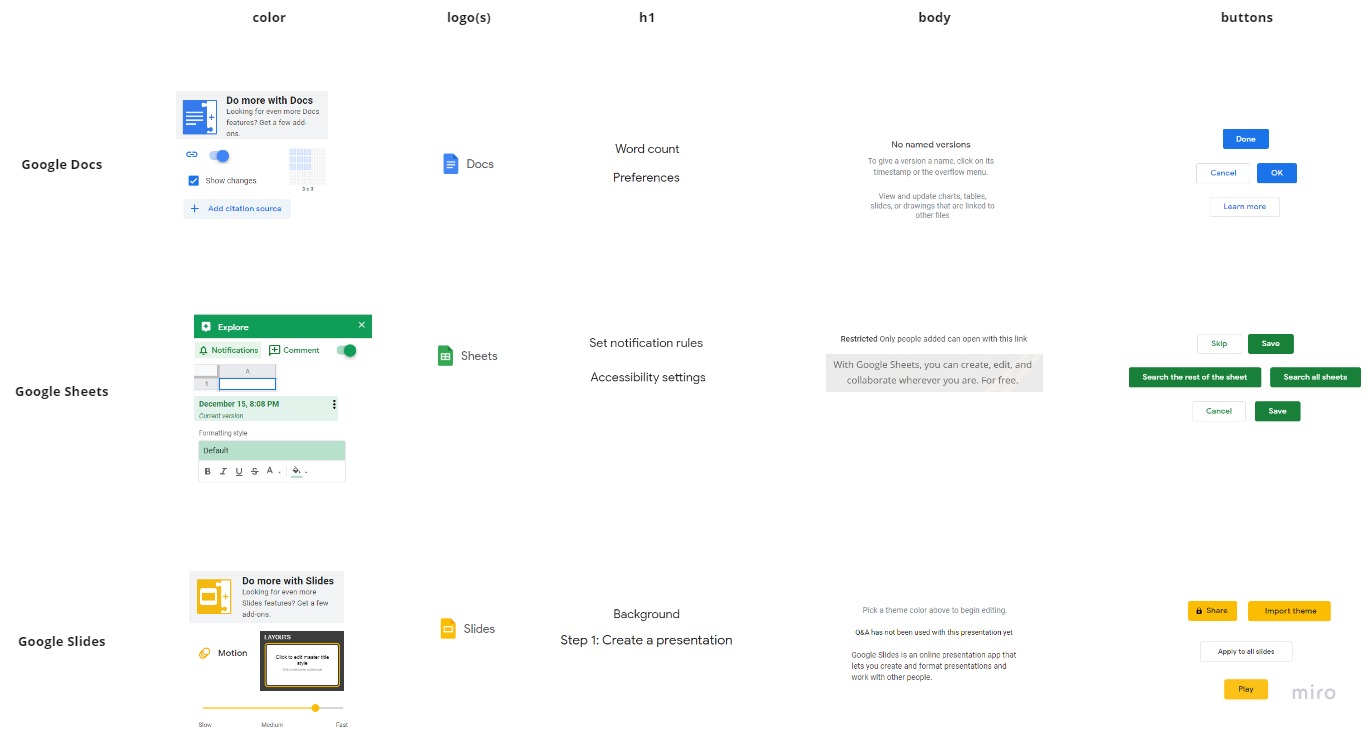 color
logo(s)
h1
body
buttons
Google Docs
Do more with Docs
Looking for even more Docs
features? Get a few add-
ons.
Show changes
3 x 3
Add citation source
Docs
Word count
Preferences
No named versions
To give a version a name, click on its
timestamp or the overflow menu.
View and update charts, tables,
slides, or drawings that are linked to
other files
Done
Cancel
OK
Learn more
Google Sheets
Explore
Notifications
Comment
A
1
December 15, 8:08 PM
Current version
Formatting style
Default
B I U S A
Sheets
Set notification rules
Accessibility settings
Restricted Only people added can open with this link
With Google Sheets, you can create, edit, and
collaborate wherever you are. For free.
Skip
Save
Search the rest of the sheet
Search all sheets
Cancel
Save
Google Slides
Do more with Slides
Looking for even more
Slides features? Get a few
add-ons.
Motion
LAYOUTS
Click to edit master title
style
Slow
Medium
Fast
Slides
Background
Step 1: Create a presentation
Pick a theme color above to begin editing.
Q&A has not been used with this presentation yet
Google Slides is an online presentation app that
lets you create and format presentations and
work with other people.
Share
Import theme
Apply to all slides
Play
miro